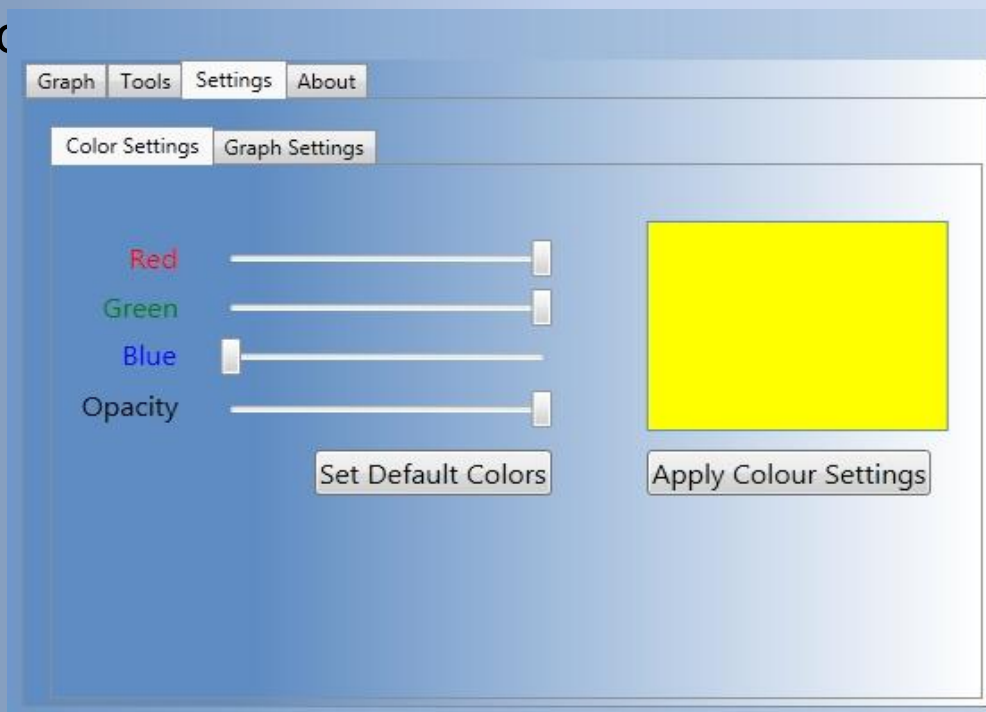 Graph Tools Settings About
Color Settings Graph Settings
Red
Green
Blue
Opacity
Set Default Colors Apply Colour Settings